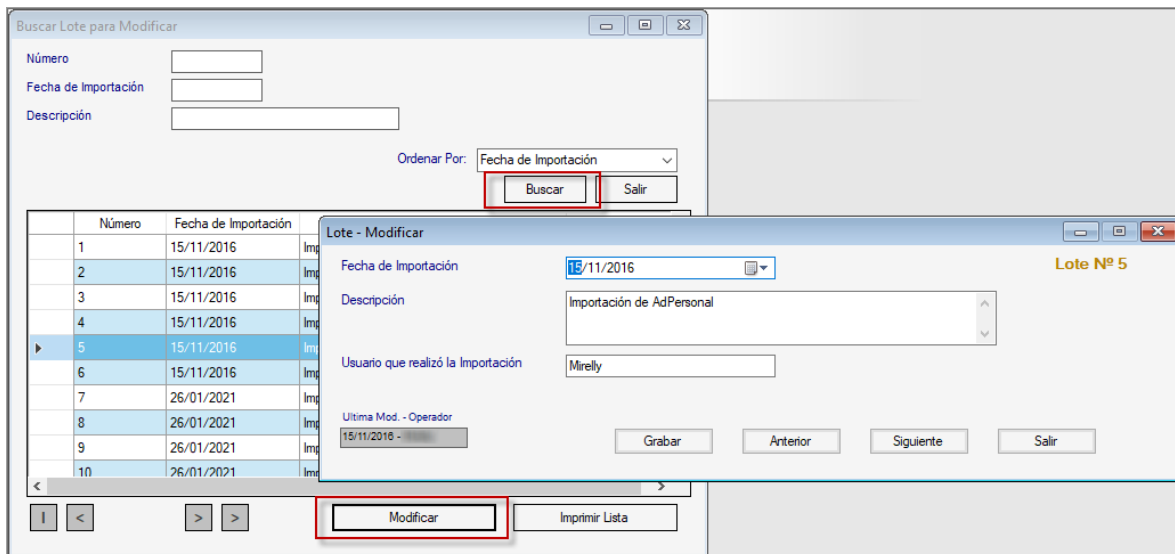 Buscar Lote para Modificar
Número
Fecha de Importación
Descripción
Ordenar Por: Fecha de Importación
Buscar Salir
Número Fecha de Importación
1 15/11/2016
2 15/11/2016
3 15/11/2016
4 15/11/2016
5 15/11/2016
6 15/11/2016
7 26/01/2021
8 26/01/2021
9 26/01/2021
10 26/01/2021
Modificar Imprimir Lista
Lote - Modificar
Fecha de Importación 15/11/2016 Lote Nº 5
Descripción Importación de AdPersonal
Usuario que realizó la Importación Mirelly
Ultima Mod. - Operador
15/11/2016 -
Grabar Anterior Siguiente Salir